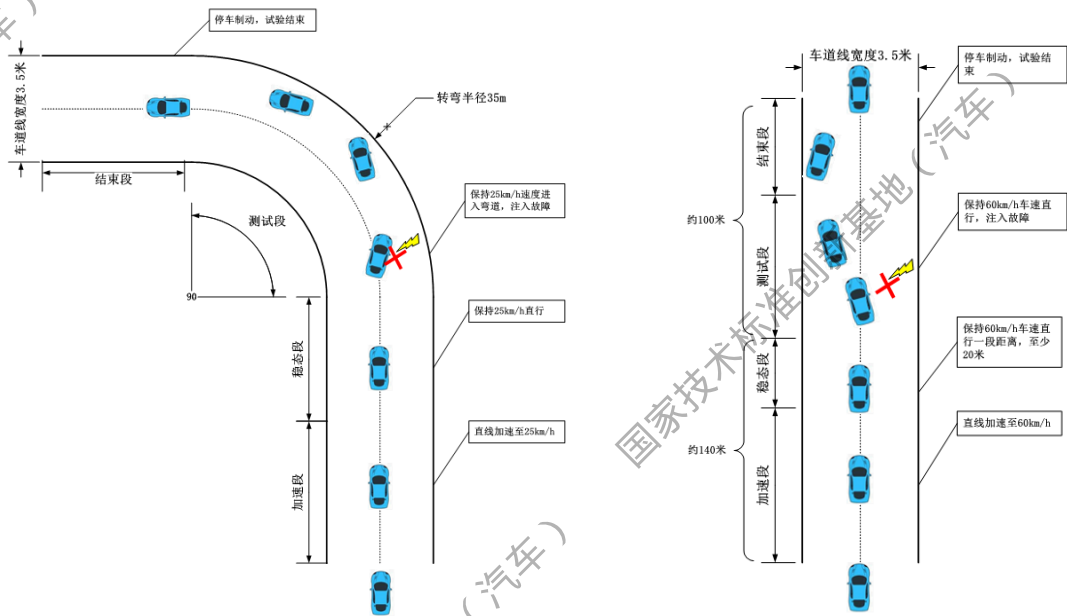 停车制动，试验结束
车道线宽度3.5米
转弯半径35m
结束段
测试段
90
保持25km/h速度进
入弯道，注入故障
保持25km/h直行
稳态段
直线加速至25km/h
加速段
车道线宽度3.5米
停车制动，试验结
束
结束段
约100米
保持60km/h车速直
行，注入故障
测试段
保持60km/h车速直
行一段距离，至少
20米
稳态段
直线加速至60km/h
约140米
加速段
国家技术标准创新基地（汽车）
（汽车）
车）